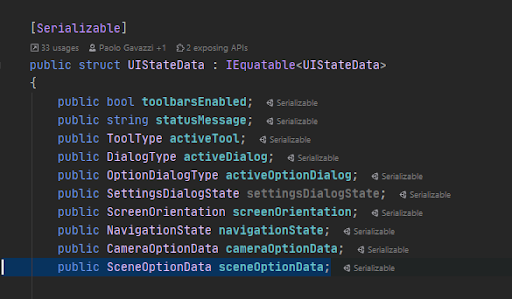 [Serializable]
33 usages Paolo Gavazzi +1 2 exposing APIs
public struct UIStateData : IEquatable<UIStateData>
{
public bool toolbarsEnabled; Serializable
public string statusMessage; Serializable
public ToolType activeTool; Serializable
public DialogType activeDialog; Serializable
public OptionDialogType activeOptionDialog; Serializable
public SettingsDialogState settingsDialogState; Serializable
public ScreenOrientation screenOrientation; Serializable
public NavigationState navigationState; Serializable
public CameraOptionData cameraOptionData; Serializable
public SceneOptionData sceneOptionData; Serializable